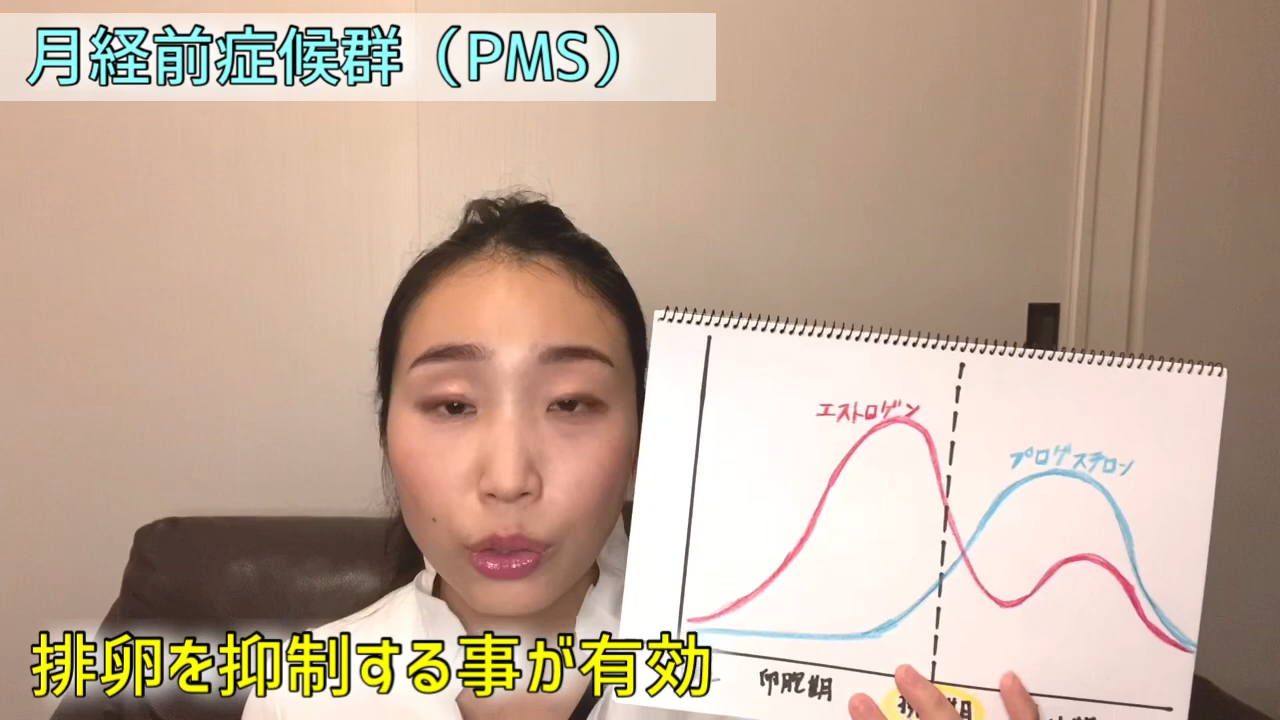 月経前症候群（PMS）
エストロゲン
プロゲステロン
卵胞期
排卵を抑制する事が有効